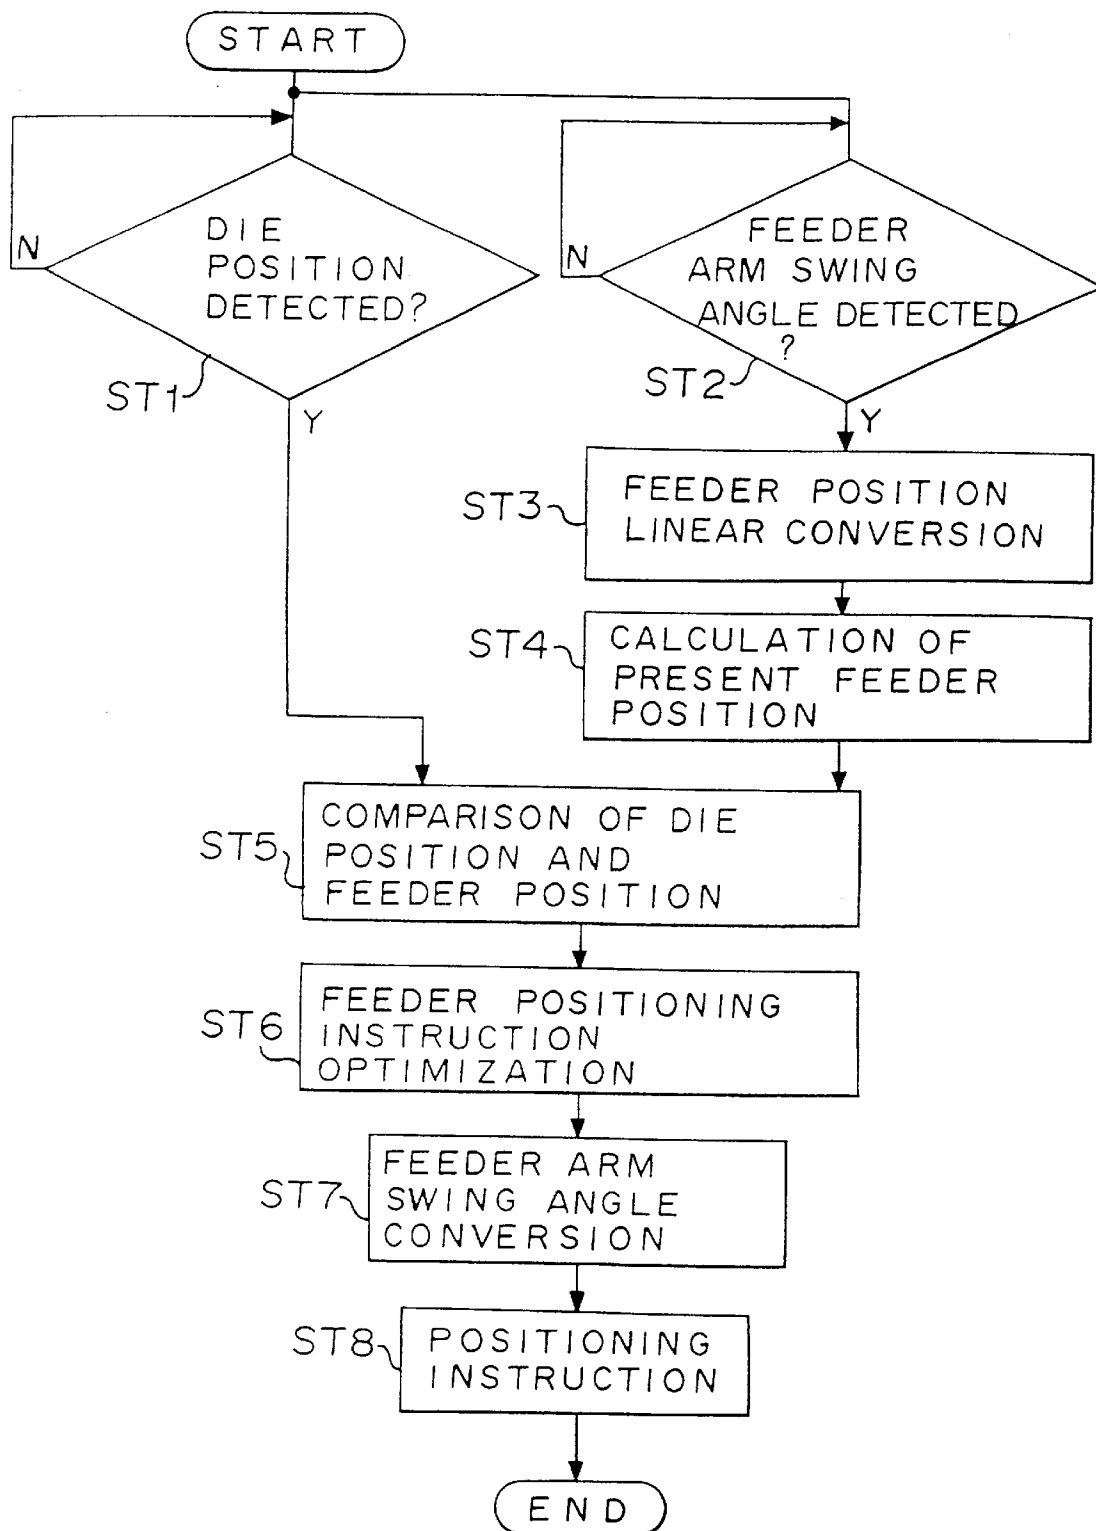 START
DIE
POSITION
DETECTED?
N
ST1
Y
FEEDER
ARM SWING
ANGLE DETECTED
?
N
ST2
Y
ST3
FEEDER POSITION
LINEAR CONVERSION
ST4
CALCULATION OF
PRESENT FEEDER
POSITION
ST5
COMPARISON OF DIE
POSITION AND
FEEDER POSITION
ST6
FEEDER POSITIONING
INSTRUCTION
OPTIMIZATION
ST7
FEEDER ARM
SWING ANGLE
CONVERSION
ST8
POSITIONING
INSTRUCTION
END